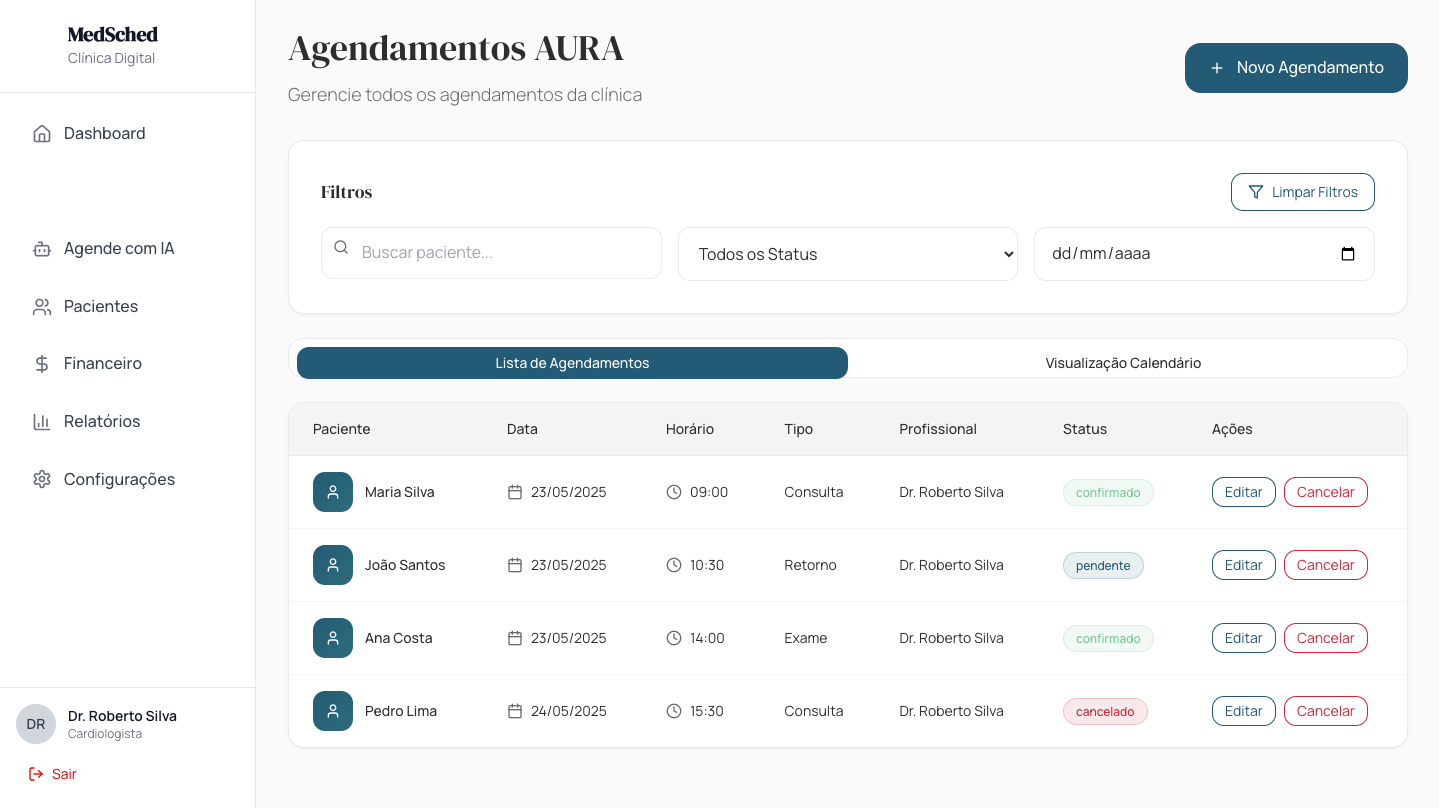 MedSched
Clínica Digital
Dashboard
Agende com IA
Pacientes
Financeiro
Relatórios
Configurações
DR
Dr. Roberto Silva
Cardiologista
Sair
Agendamentos AURA
Gerencie todos os agendamentos da clínica
Novo Agendamento
Filtros
Limpar Filtros
Buscar paciente...
Todos os Status
dd/mm/aaaa
Lista de Agendamentos
Visualização Calendário
Paciente Data Horário Tipo Profissional Status Ações
Maria Silva 23/05/2025 09:00 Consulta Dr. Roberto Silva confirmado Editar Cancelar
João Santos 23/05/2025 10:30 Retorno Dr. Roberto Silva pendente Editar Cancelar
Ana Costa 23/05/2025 14:00 Exame Dr. Roberto Silva confirmado Editar Cancelar
Pedro Lima 24/05/2025 15:30 Consulta Dr. Roberto Silva cancelado Editar Cancelar